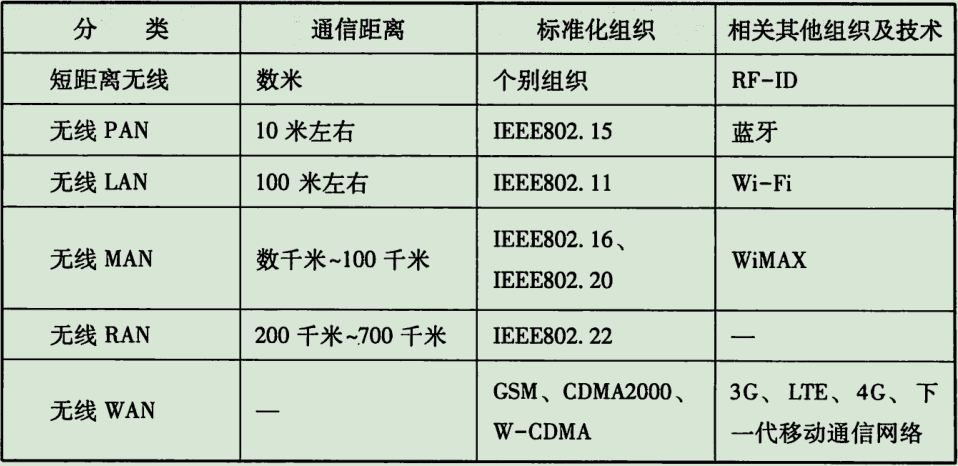 分 类 通信距离 标准化组织 相关其他组织及技术
短距离无线 数米 个别组织 RF-ID
无线 PAN 10 米左右 IEEE802.15 蓝牙
无线 LAN 100 米左右 IEEE802.11 Wi-Fi
无线 MAN 数千米~100 千米 IEEE802.16、
IEEE802.20 WiMAX
无线 RAN 200 千米~700 千米 IEEE802.22 —
无线 WAN — GSM、CDMA2000、
W-CDMA 3G、LTE、4G、下
一代移动通信网络